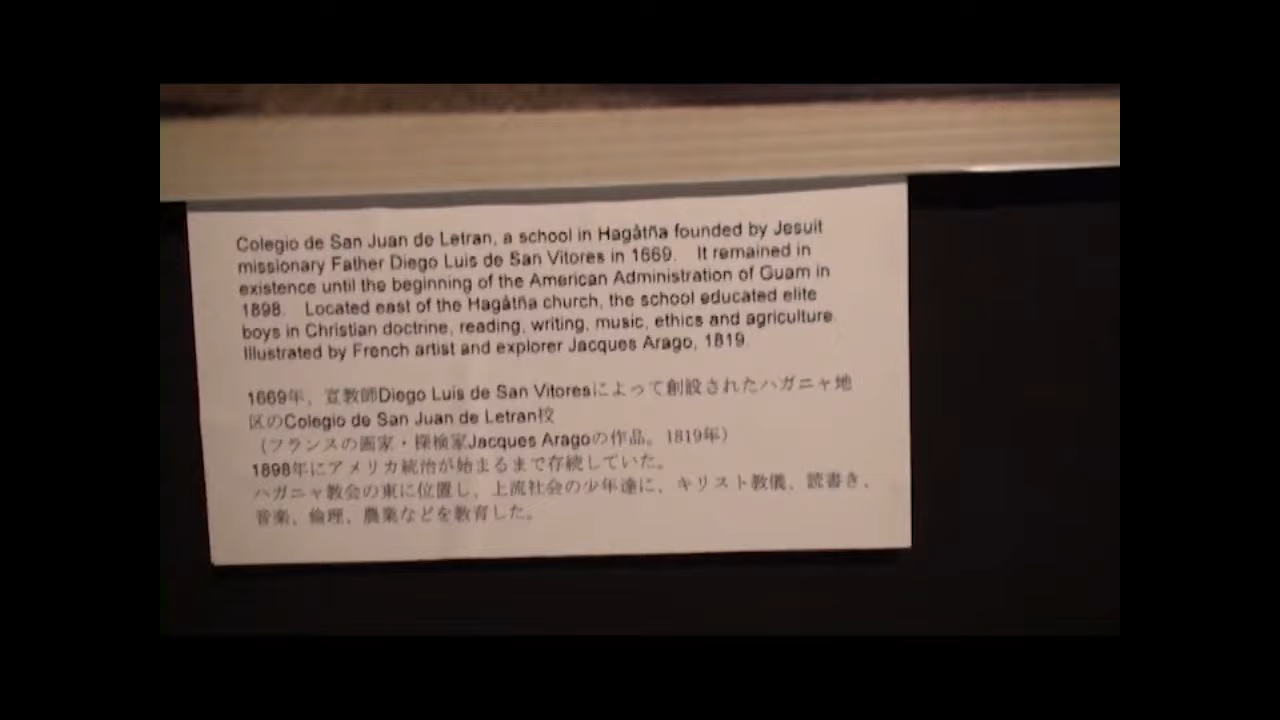 Colegio de San Juan de Letran, a school in Hagåtña founded by Jesuit
missionary Father Diego Luis de San Vitores in 1669. It remained in
existence until the beginning of the American Administration of Guam in
1898. Located east of the Hagåtña church, the school educated elite
boys in Christian doctrine, reading, writing, music, ethics and agriculture.
Illustrated by French artist and explorer Jacques Arago, 1819.
1669年，宣教師Diego Luis de San Vitoresによって創設されたハガニャ地
区のColegio de San Juan de Letran校
（フランスの画家・探検家Jacques Aragoの作品。1819年）
1898年にアメリカ統治が始まるまで存続していた。
ハガニャ教会の東に位置し、上流社会の少年達に、キリスト教儀、読書き、
音楽、倫理、農業などを教育した。